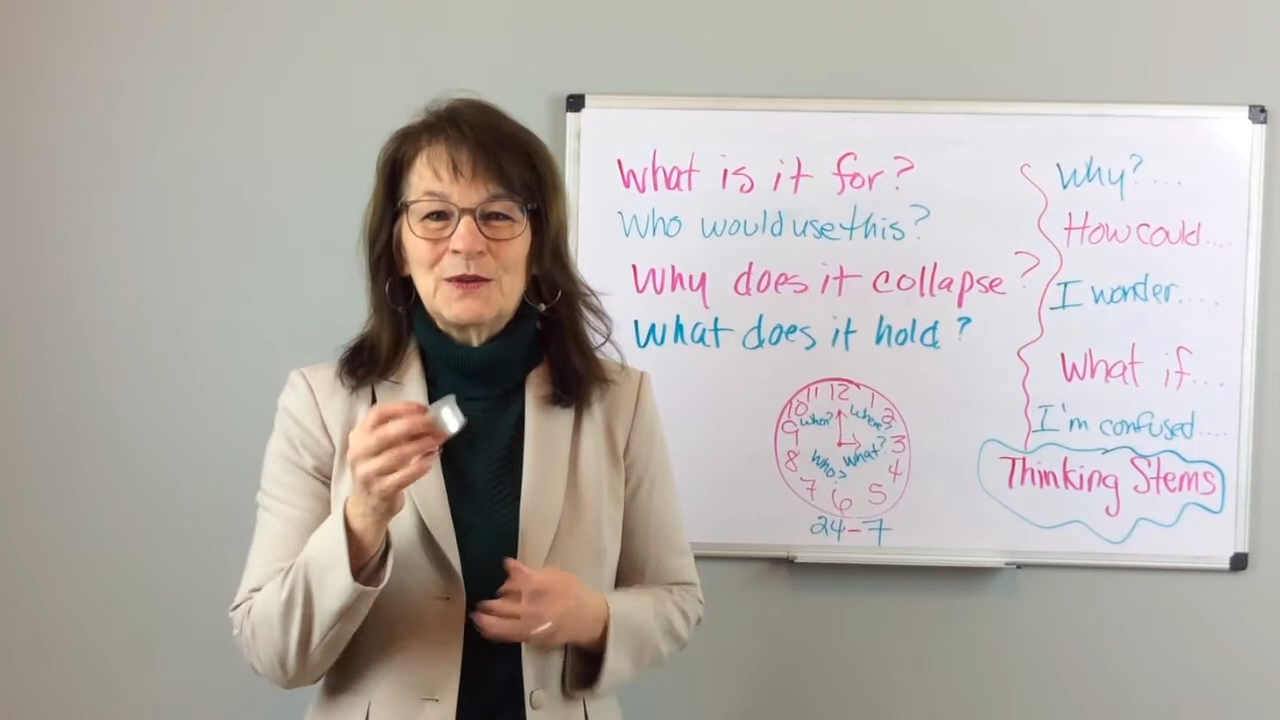 What is it for?
Who would use this?
Why does it collapse?
What does it hold?
Why?....
How could....
I wonder....
What if...
I'm confused....
Thinking Stems
12
1
2
3
4
5
6
7
8
9
10
11
When?
Where?
What?
Who?
24-7